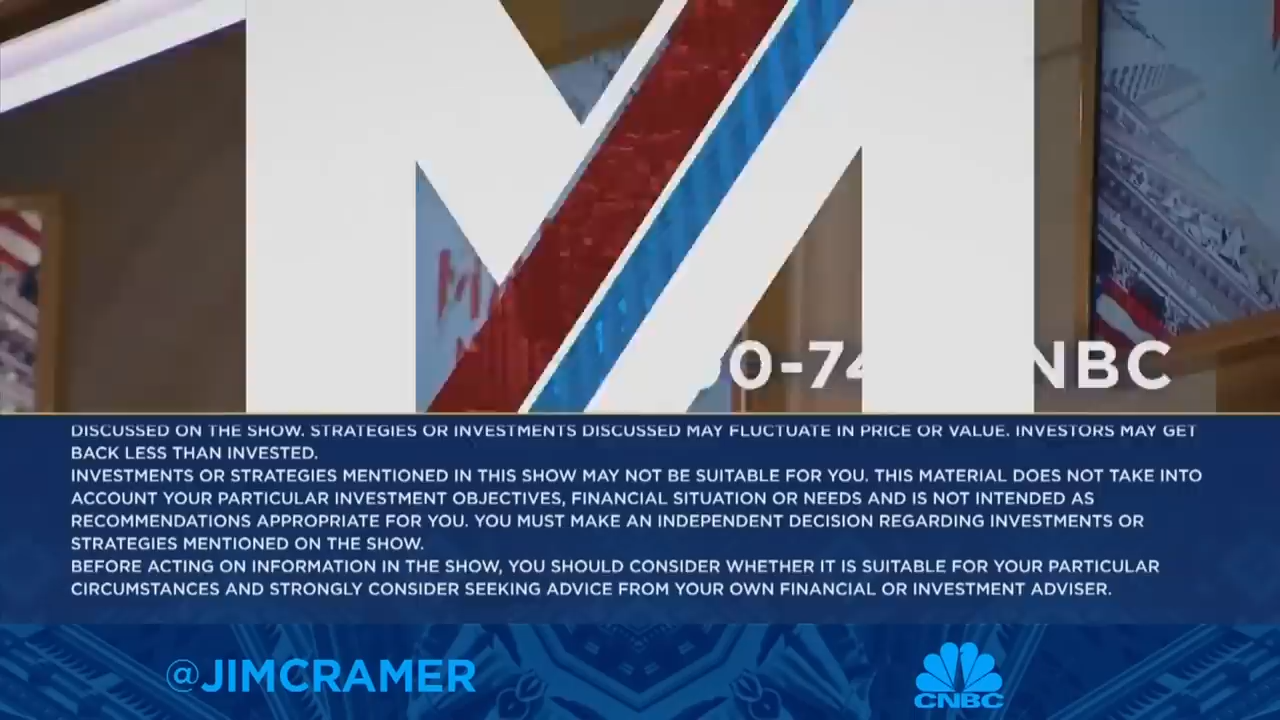 NBC
DISCUSSED ON THE SHOW. STRATEGIES OR INVESTMENTS DISCUSSED MAY FLUCTUATE IN PRICE OR VALUE. INVESTORS MAY GET
BACK LESS THAN INVESTED.
INVESTMENTS OR STRATEGIES MENTIONED IN THIS SHOW MAY NOT BE SUITABLE FOR YOU. THIS MATERIAL DOES NOT TAKE INTO
ACCOUNT YOUR PARTICULAR INVESTMENT OBJECTIVES, FINANCIAL SITUATION OR NEEDS AND IS NOT INTENDED AS
RECOMMENDATIONS APPROPRIATE FOR YOU. YOU MUST MAKE AN INDEPENDENT DECISION REGARDING INVESTMENTS OR
STRATEGIES MENTIONED ON THE SHOW.
BEFORE ACTING ON INFORMATION IN THE SHOW, YOU SHOULD CONSIDER WHETHER IT IS SUITABLE FOR YOUR PARTICULAR
CIRCUMSTANCES AND STRONGLY CONSIDER SEEKING ADVICE FROM YOUR OWN FINANCIAL OR INVESTMENT ADVISER.
@JIMCRAMER
CNBC